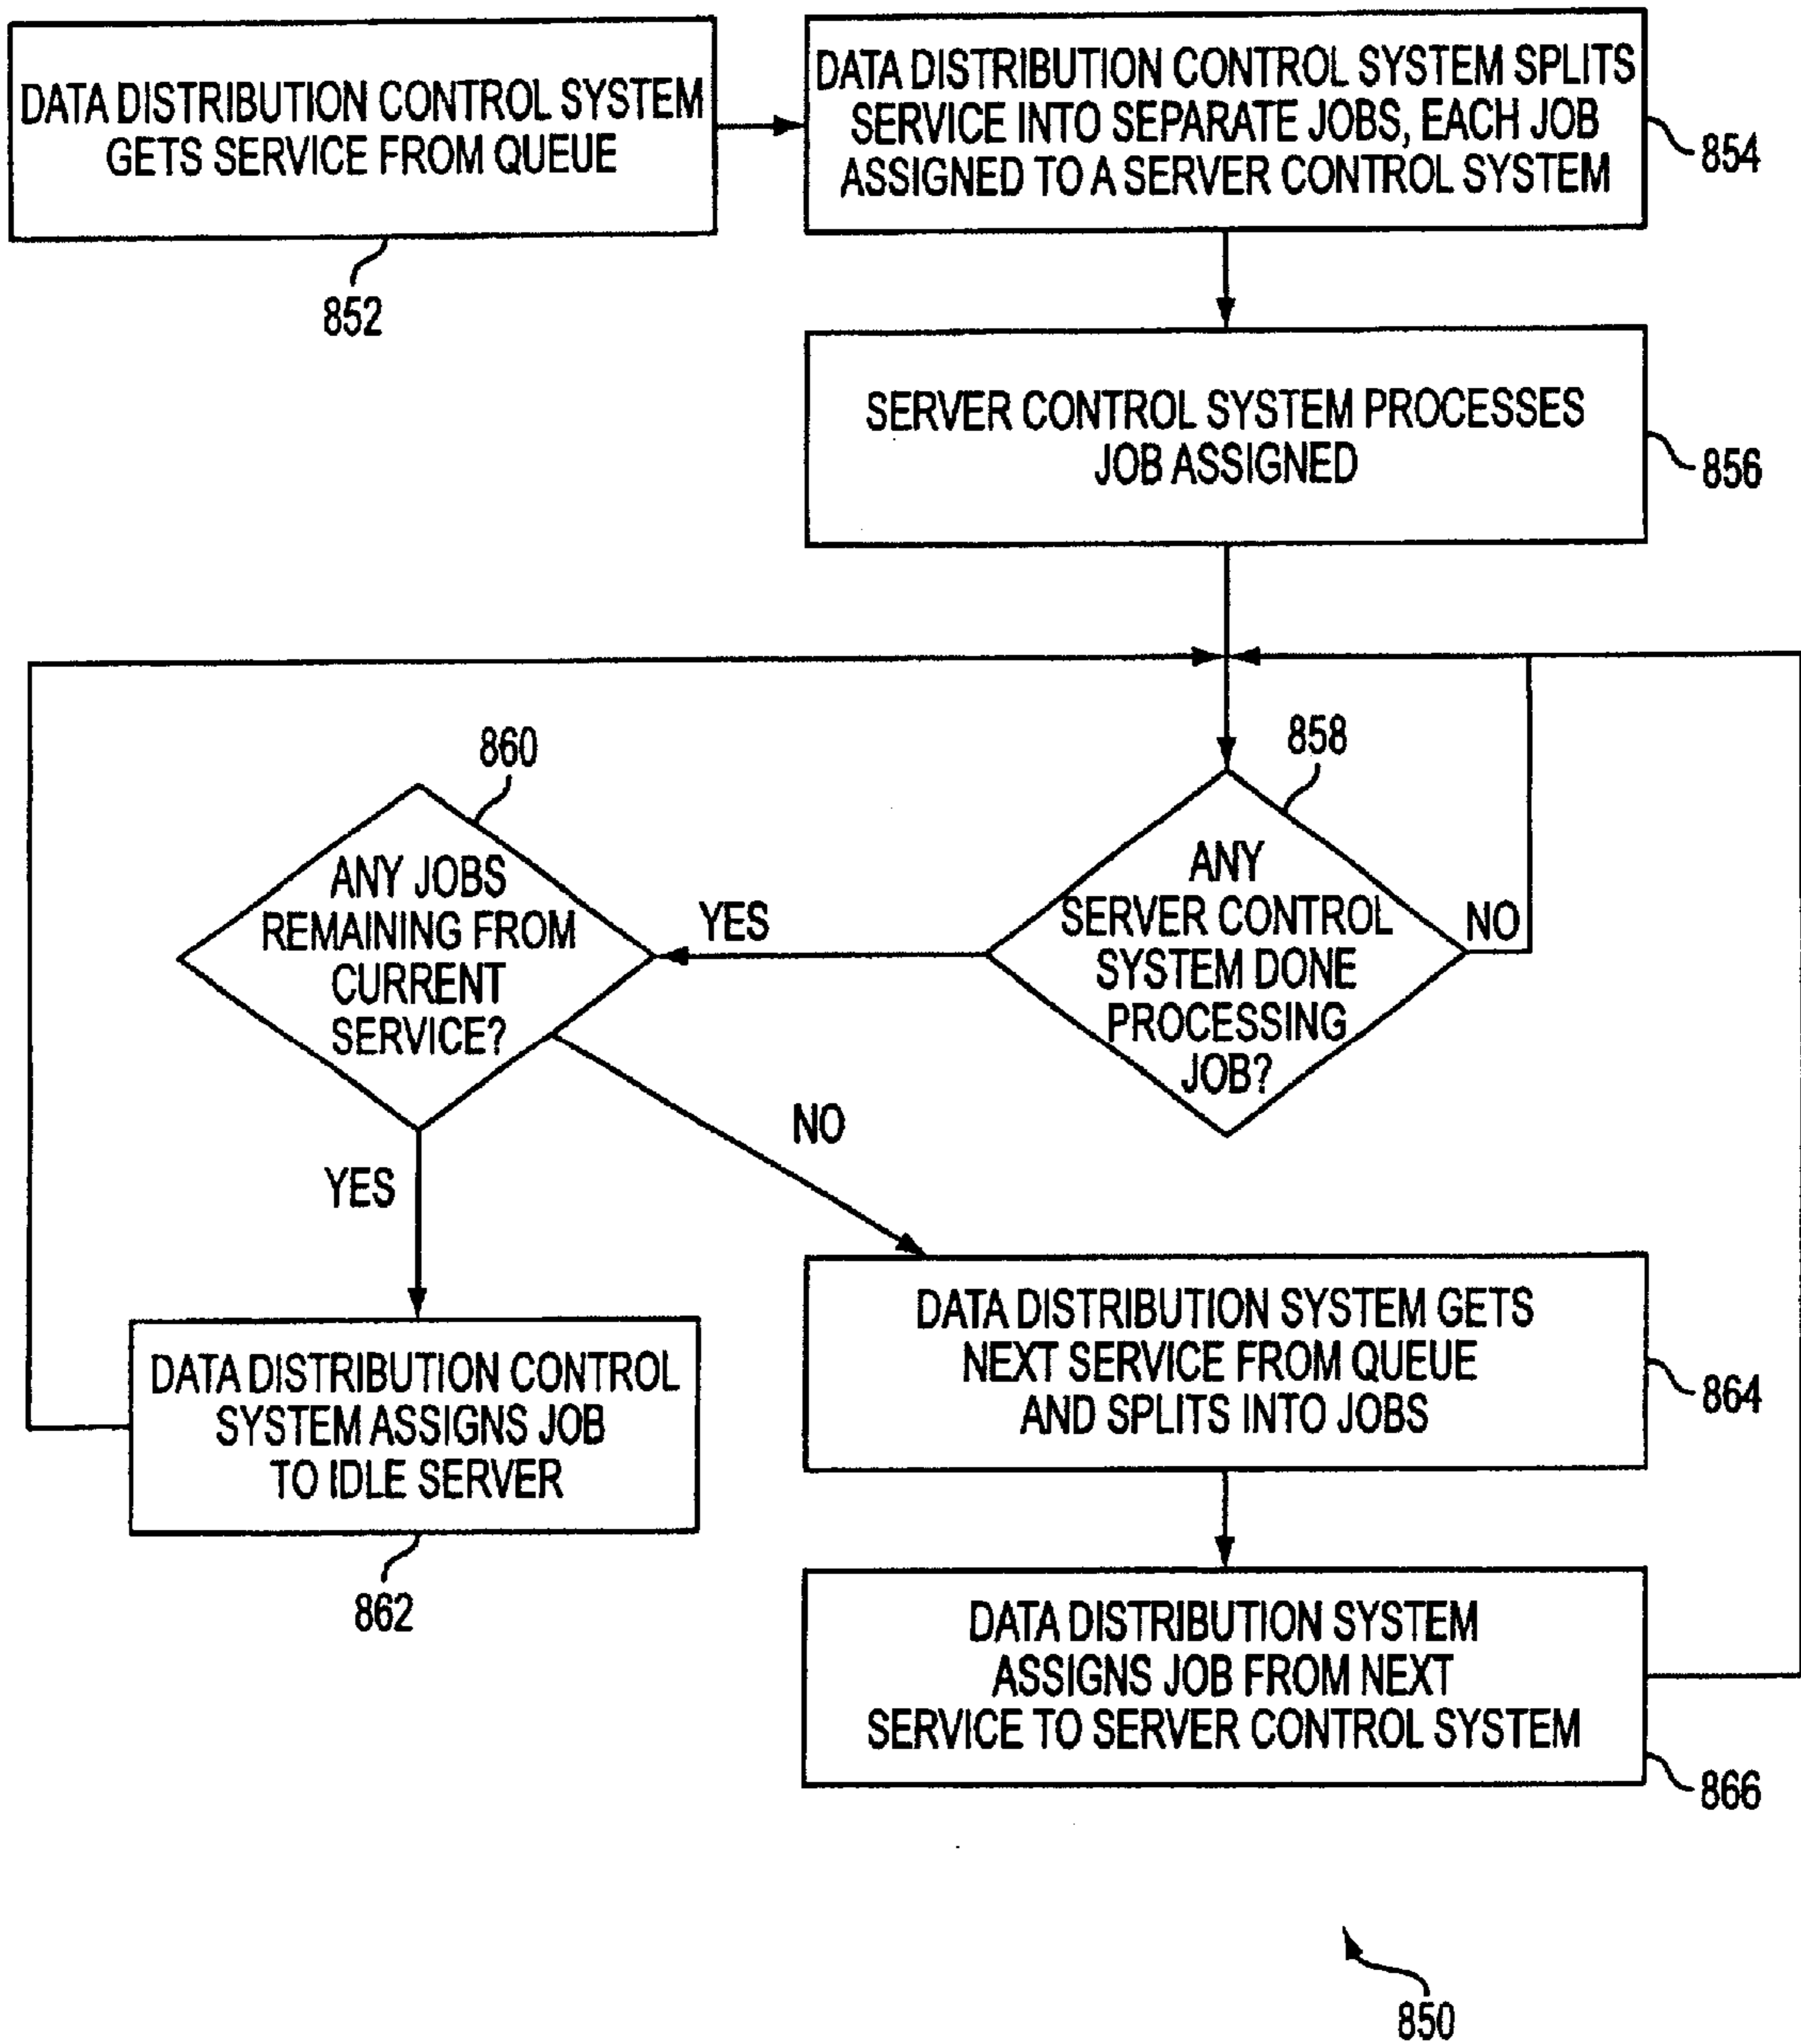 DATA DISTRIBUTION CONTROL SYSTEM
GETS SERVICE FROM QUEUE
852
DATA DISTRIBUTION CONTROL SYSTEM SPLITS
SERVICE INTO SEPARATE JOBS, EACH JOB
ASSIGNED TO A SERVER CONTROL SYSTEM
854
SERVER CONTROL SYSTEM PROCESSES
JOB ASSIGNED
856
858
ANY
SERVER CONTROL
SYSTEM DONE
PROCESSING
JOB?
NO
YES
860
ANY JOBS
REMAINING FROM
CURRENT
SERVICE?
NO
YES
DATA DISTRIBUTION CONTROL
SYSTEM ASSIGNS JOB
TO IDLE SERVER
862
DATA DISTRIBUTION SYSTEM GETS
NEXT SERVICE FROM QUEUE
AND SPLITS INTO JOBS
864
DATA DISTRIBUTION SYSTEM
ASSIGNS JOB FROM NEXT
SERVICE TO SERVER CONTROL SYSTEM
866
850